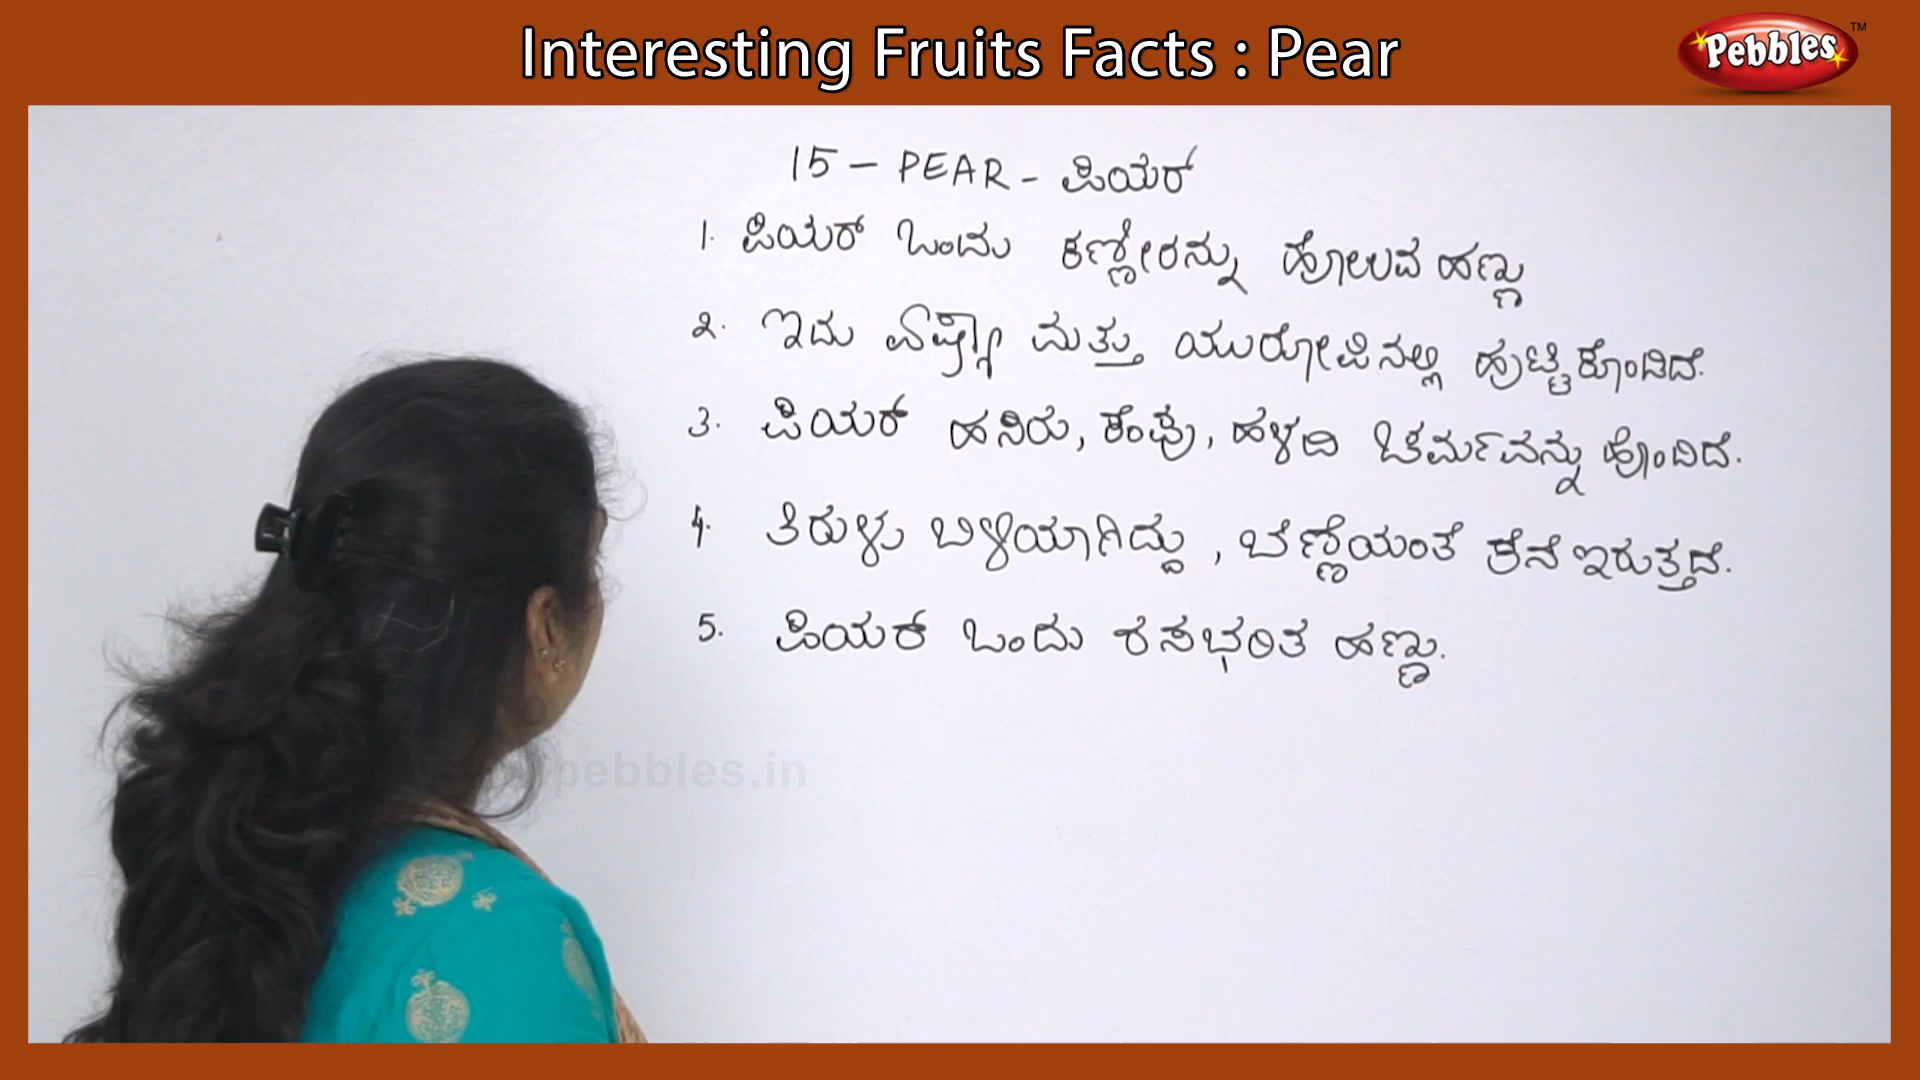 Interesting Fruits Facts : Pear
Pebbles TM
15 - PEAR - ಪಿಯೆರ್
1. ಪಿಯರ್ ಒಂದು ಕಣ್ಣೀರನ್ನು ಹೋಲುವ ಹಣ್ಣು
2. ಇದು ಏಷ್ಯಾ ಮತ್ತು ಯುರೋಪಿನಲ್ಲಿ ಹುಟ್ಟಿಕೊಂಡಿದೆ.
3. ಪಿಯರ್ ಹಸಿರು, ಕೆಂಪು, ಹಳದಿ ಚರ್ಮವನ್ನು ಹೊಂದಿದೆ.
4. ತಿರುಳು ಬಿಳಿಯಾಗಿದ್ದು, ಬೆಣ್ಣೆಯಂತೆ ಕೆನೆ ಇರುತ್ತದೆ.
5. ಪಿಯರ್ ಒಂದು ರಸಭರಿತ ಹಣ್ಣು.
pebbles.in